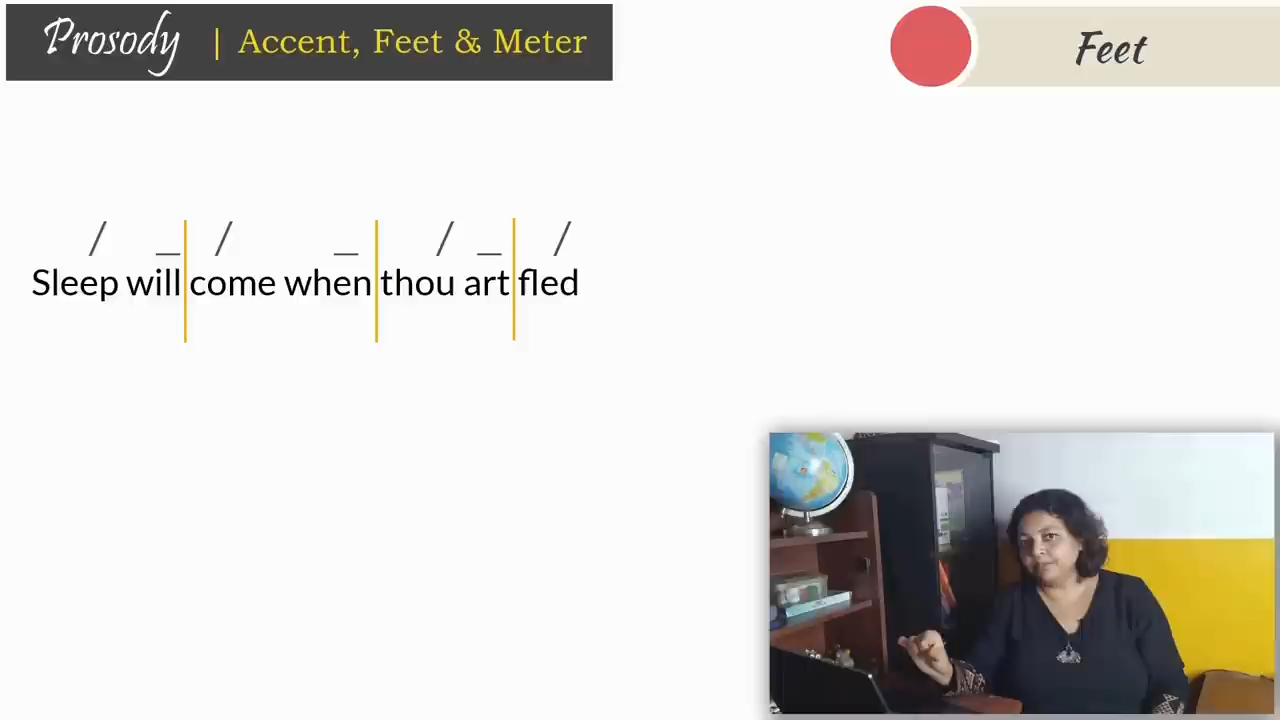 Prosody | Accent, Feet & Meter
Feet
/ _ / _ / _ /
Sleep will come when thou art fled